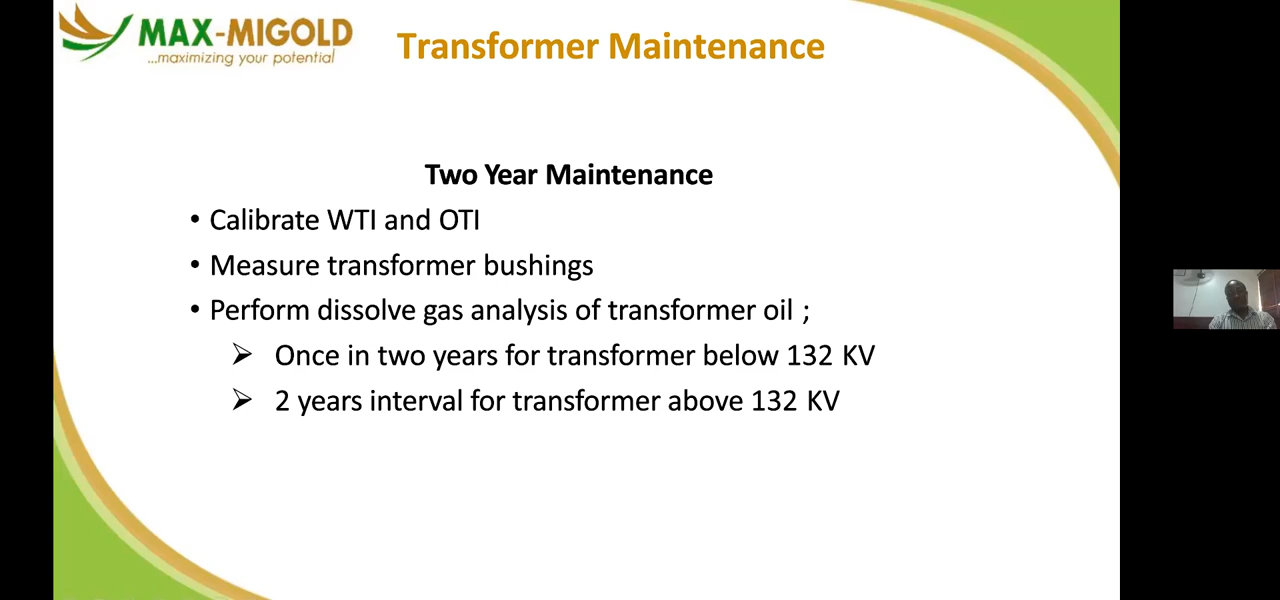 MAX-MIGOLD
...maximizing your potential
Transformer Maintenance
Two Year Maintenance
• Calibrate WTI and OTI
• Measure transformer bushings
• Perform dissolve gas analysis of transformer oil ;
➢ Once in two years for transformer below 132 KV
➢ 2 years interval for transformer above 132 KV